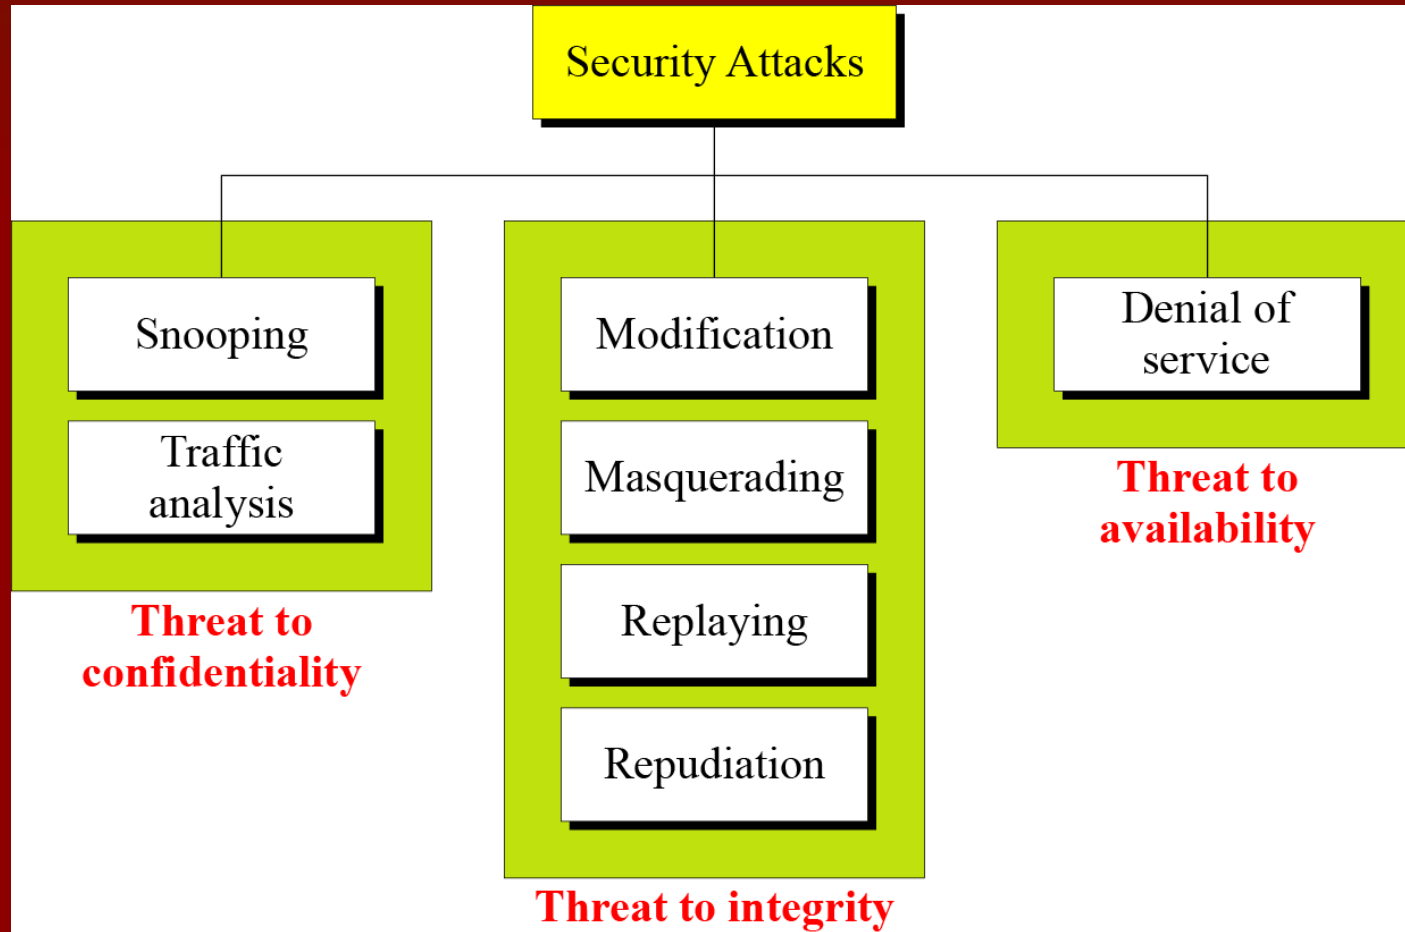 Security Attacks
Snooping
Traffic
analysis
Threat to
confidentiality
Modification
Masquerading
Replaying
Repudiation
Threat to integrity
Denial of
service
Threat to
availability